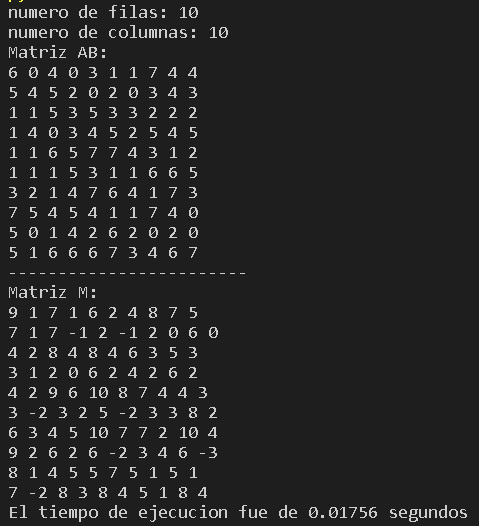 numero de filas: 10
numero de columnas: 10
Matriz AB:
6 0 4 0 3 1 1 7 4 4
5 4 5 2 0 2 0 3 4 3
1 1 5 3 5 3 3 2 2 2
1 4 0 3 4 5 2 5 4 5
1 1 6 5 7 7 4 3 1 2
1 1 1 5 3 1 1 6 6 5
3 2 1 4 7 6 4 1 7 3
7 5 4 5 4 1 1 7 4 0
5 0 1 4 2 6 2 0 2 0
5 1 6 6 6 7 3 4 6 7
------------------------
Matriz M:
9 1 7 1 6 2 4 8 7 5
7 1 7 -1 2 -1 2 0 6 0
4 2 8 4 8 4 6 3 5 3
3 1 2 0 6 2 4 2 6 2
4 2 9 6 10 8 7 4 4 3
3 -2 3 2 5 -2 3 3 8 2
6 3 4 5 10 7 7 2 10 4
9 2 6 2 6 -2 3 4 6 -3
8 1 4 5 5 7 5 1 5 1
7 -2 8 3 8 4 5 1 8 4
El tiempo de ejecucion fue de 0.01756 segundos